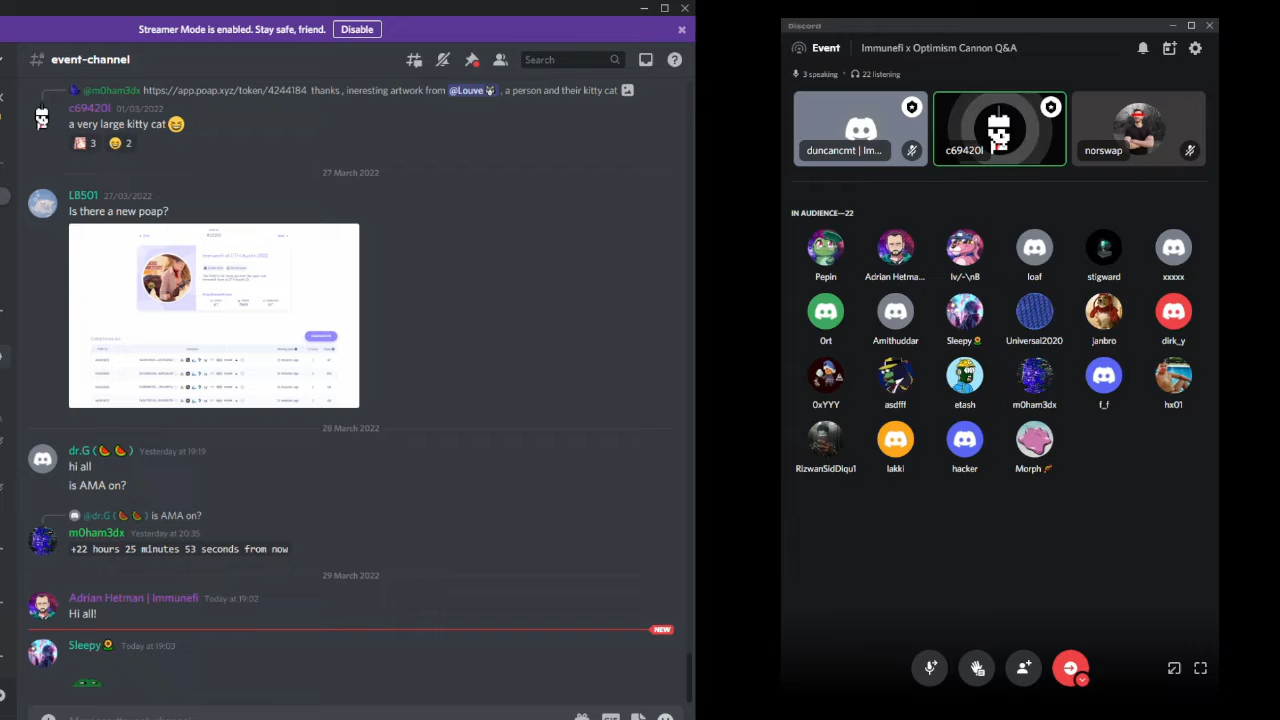 Streamer Mode is enabled. Stay safe, friend.
Disable
event-channel
Search
@m0ham3dx https://app.poap.xyz/token/4244184 thanks , ineresting artwork from @Louve , a person and their kitty cat
c69420l 01/03/2022
a very large kitty cat😆
3
2
27 March 2022
LB501 27/03/2022
Is there a new poap?
28 March 2022
dr.G (🍉 🍉) Yesterday at 19:19
hi all
is AMA on?
@dr.G (🍉 🍉) is AMA on?
m0ham3dx Yesterday at 20:35
+22 hours 25 minutes 53 seconds from now
29 March 2022
Adrian Hetman | Immunefi Today at 19:02
Hi all!
NEW
Sleepy🌻 Today at 19:03
Discord
Event
Immunefi x Optimism Cannon Q&A
3 speaking
22 listening
duncancmt | Im...
c69420l
norswap
IN AUDIENCE—22
Pepin
Adrian Hetm...
lv/~\nB
loaf
xxxxx
Ort
Amithuddar
Sleepy🌻
Universal2020
janbro
dirk_y
0xYYY
asdfff
etash
m0ham3dx
f_f
hx01
RizwanSidDiqu1
lakki
hacker
Morph